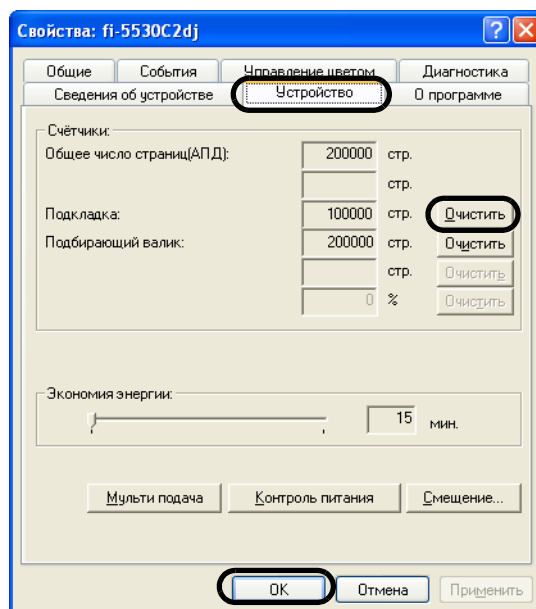 Свойства: fi-5530C2dj
Общие События Управление цветом Диагностика
Сведения об устройстве Устройство О программе
Счётчики:
Общее число страниц(АПД): 200000 стр.
стр.
Подкладка: 100000 стр. Очистить
Подбирающий валик: 200000 стр. Очистить
стр. Очистить
0 % Очистить
Экономия энергии:
15 мин.
Мульти подача Контроль питания Смещение...
OK Отмена Применить